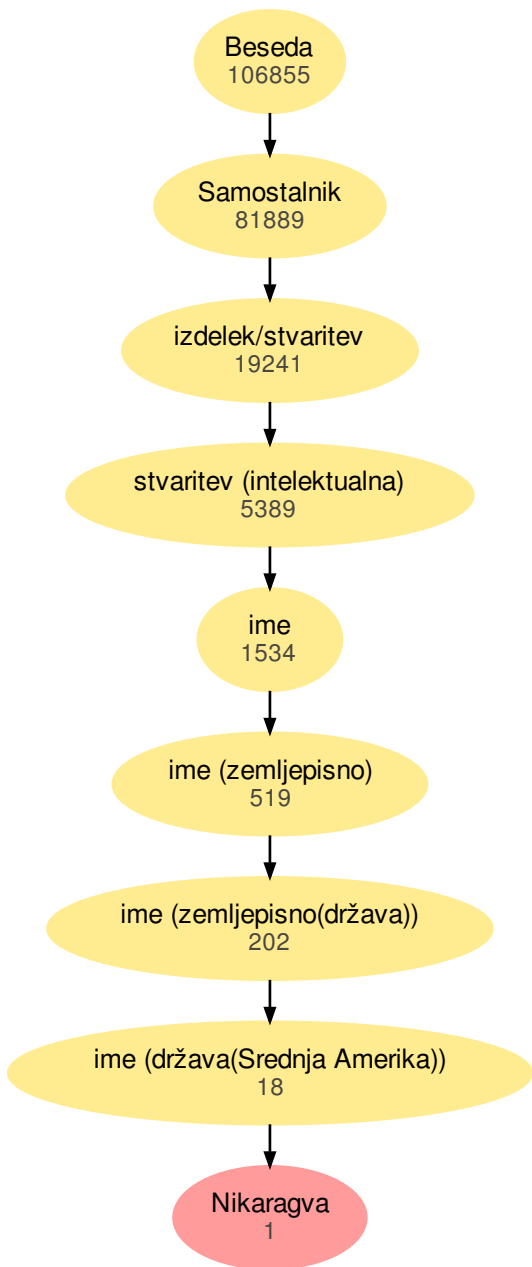 Beseda
106855
Samostalnik
81889
izdelek/stvaritev
19241
stvaritev (intelektualna)
5389
ime
1534
ime (zemljepisno)
519
ime (zemljepisno(država))
202
ime (država(Srednja Amerika))
18
Nikaragva
1